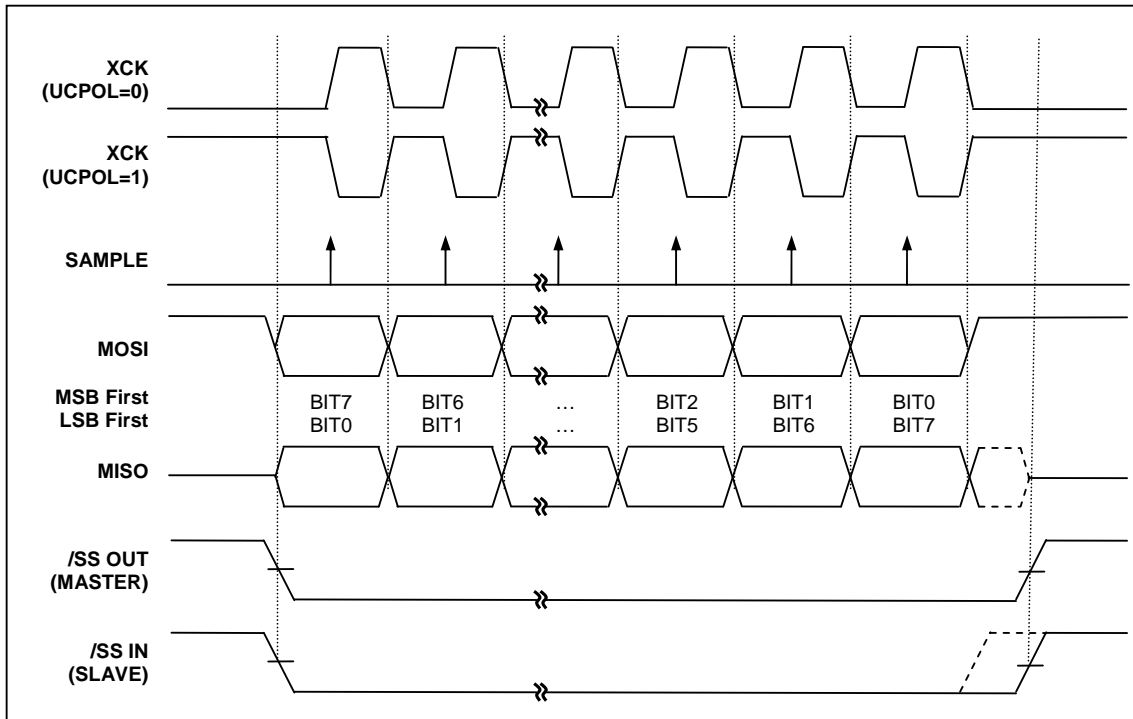 XCK
(UCPOL=0)
XCK
(UCPOL=1)
SAMPLE
MOSI
MSB First BIT7 BIT6 ... BIT2 BIT1 BIT0
LSB First BIT0 BIT1 ... BIT5 BIT6 BIT7
MISO
/SS OUT
(MASTER)
/SS IN
(SLAVE)